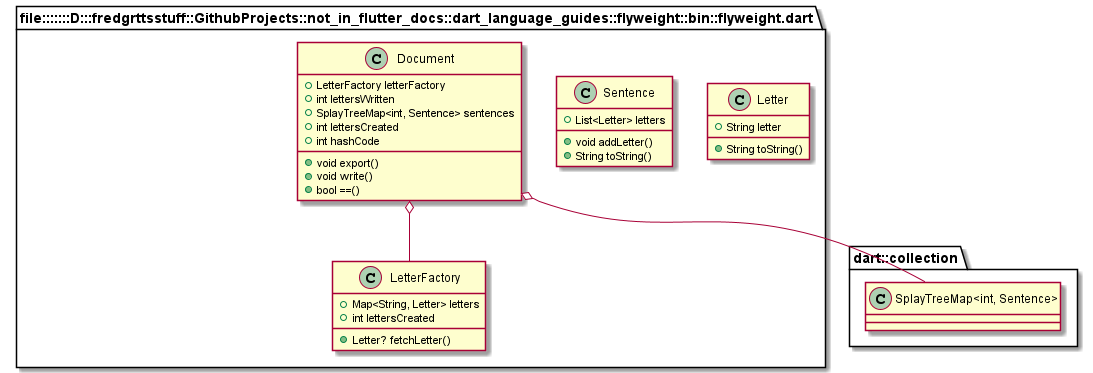 file:::::::D:::fredgrttsstuff::GithubProjects::not_in_flutter_docs::dart_language_guides::flyweight::bin::flyweight.dart
C Document
LetterFactory letterFactory
int lettersWritten
SplayTreeMap<int, Sentence> sentences
int lettersCreated
int hashCode
void export()
void write()
bool ==()
C Sentence
List<Letter> letters
void addLetter()
String toString()
C Letter
String letter
String toString()
C LetterFactory
Map<String, Letter> letters
int lettersCreated
Letter? fetchLetter()
dart::collection
C SplayTreeMap<int, Sentence>